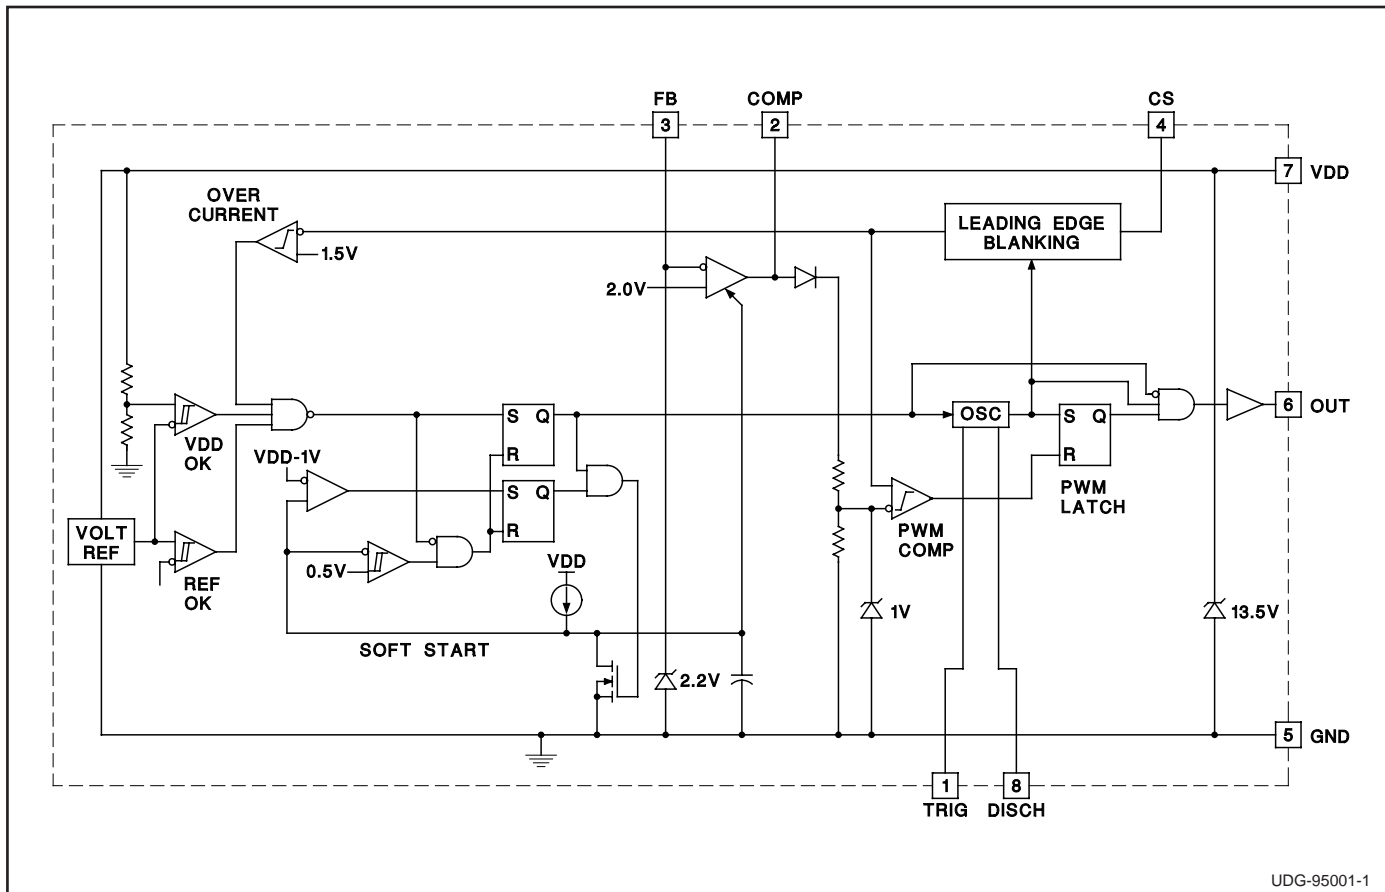 FB
COMP
CS
3
2
4
7 VDD
OVER
CURRENT
LEADING EDGE
BLANKING
1.5V
2.0V
S Q
R
OSC
S Q
R
6 OUT
VDD
OK
VDD-1V
S Q
R
PWM
LATCH
VOLT
REF
PWM
COMP
0.5V
VDD
REF
OK
1V
13.5V
SOFT START
2.2V
5 GND
1
8
TRIG
DISCH
UDG-95001-1